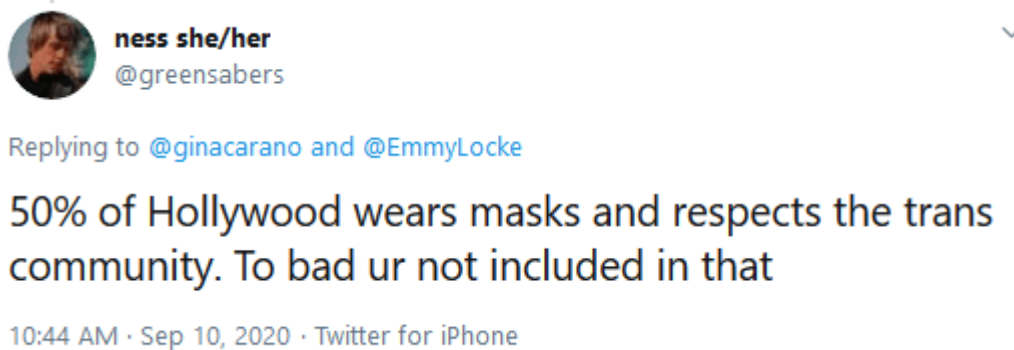 ness she/her
@greensabers
Replying to @ginacarano and @EmmyLocke
50% of Hollywood wears masks and respects the trans
community. To bad ur not included in that
10:44 AM · Sep 10, 2020 · Twitter for iPhone